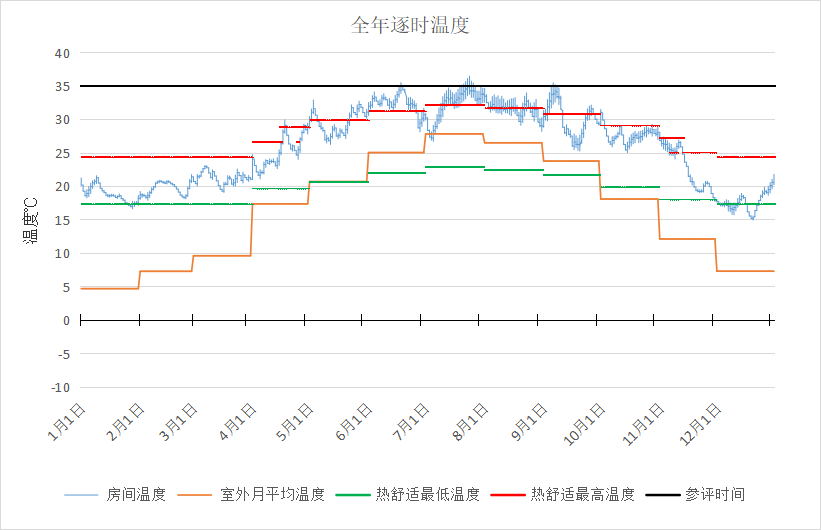 全年逐时温度
40
35
30
25
20
15
10
5
0
-5
-10
温度℃
1月1日
2月1日
3月1日
4月1日
5月1日
6月1日
7月1日
8月1日
9月1日
10月1日
11月1日
12月1日
房间温度 室外月平均温度 热舒适最低温度 热舒适最高温度 参评时间